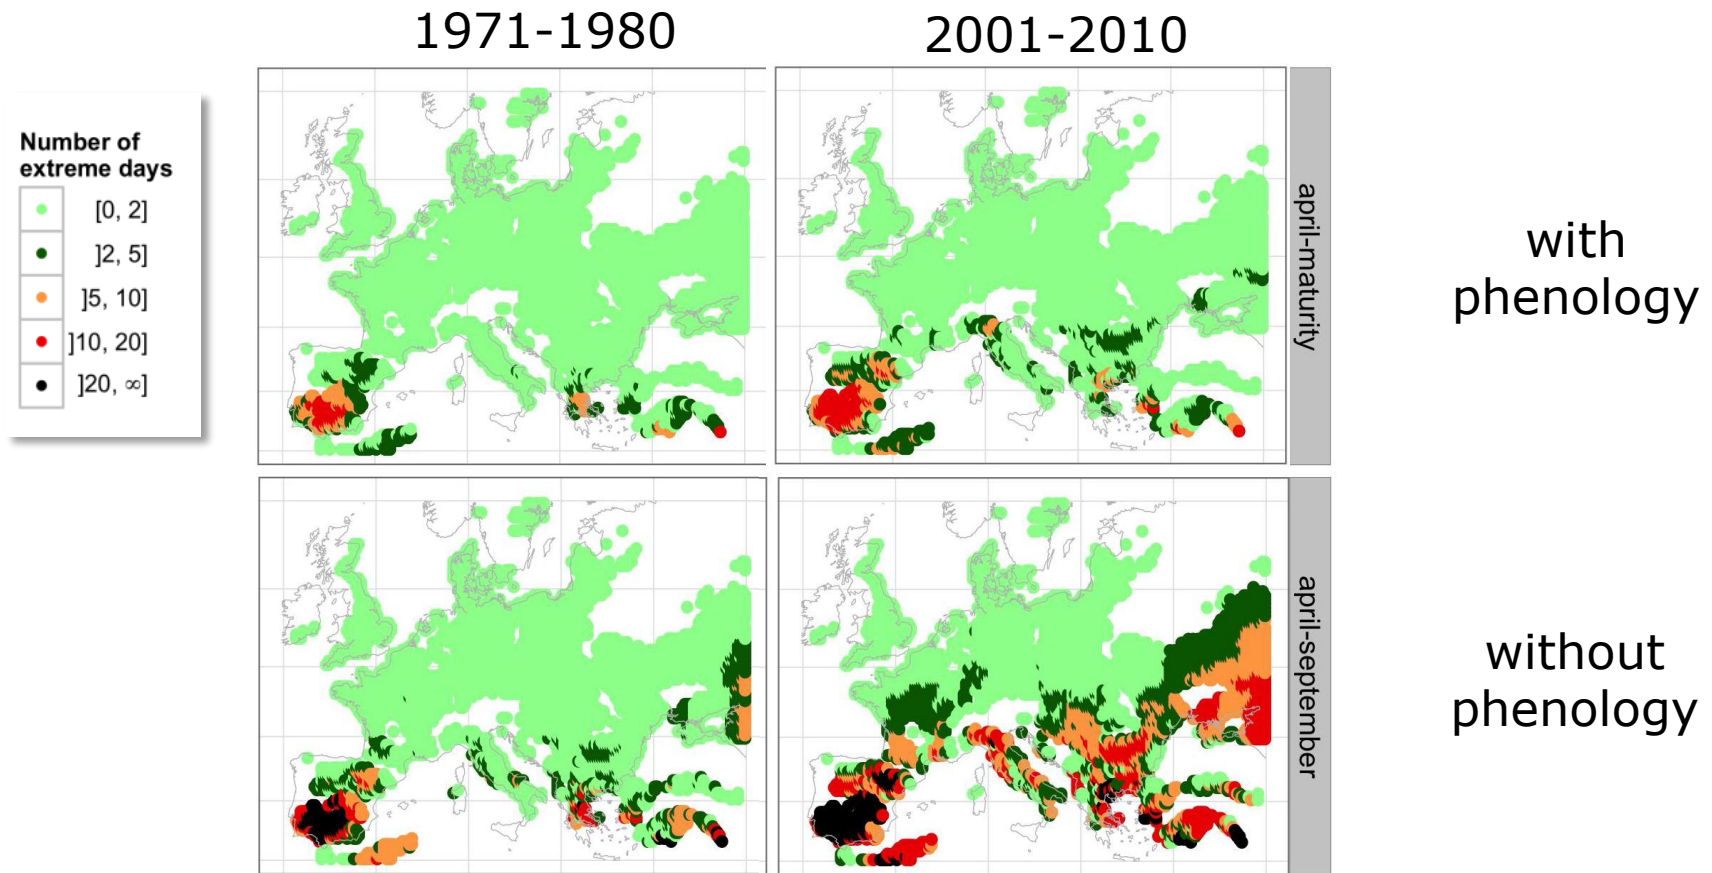 1971-1980
2001-2010
Number of
extreme days
[0, 2]
]2, 5]
]5, 10]
]10, 20]
]20, ∞]
april-maturity
with
phenology
april-september
without
phenology